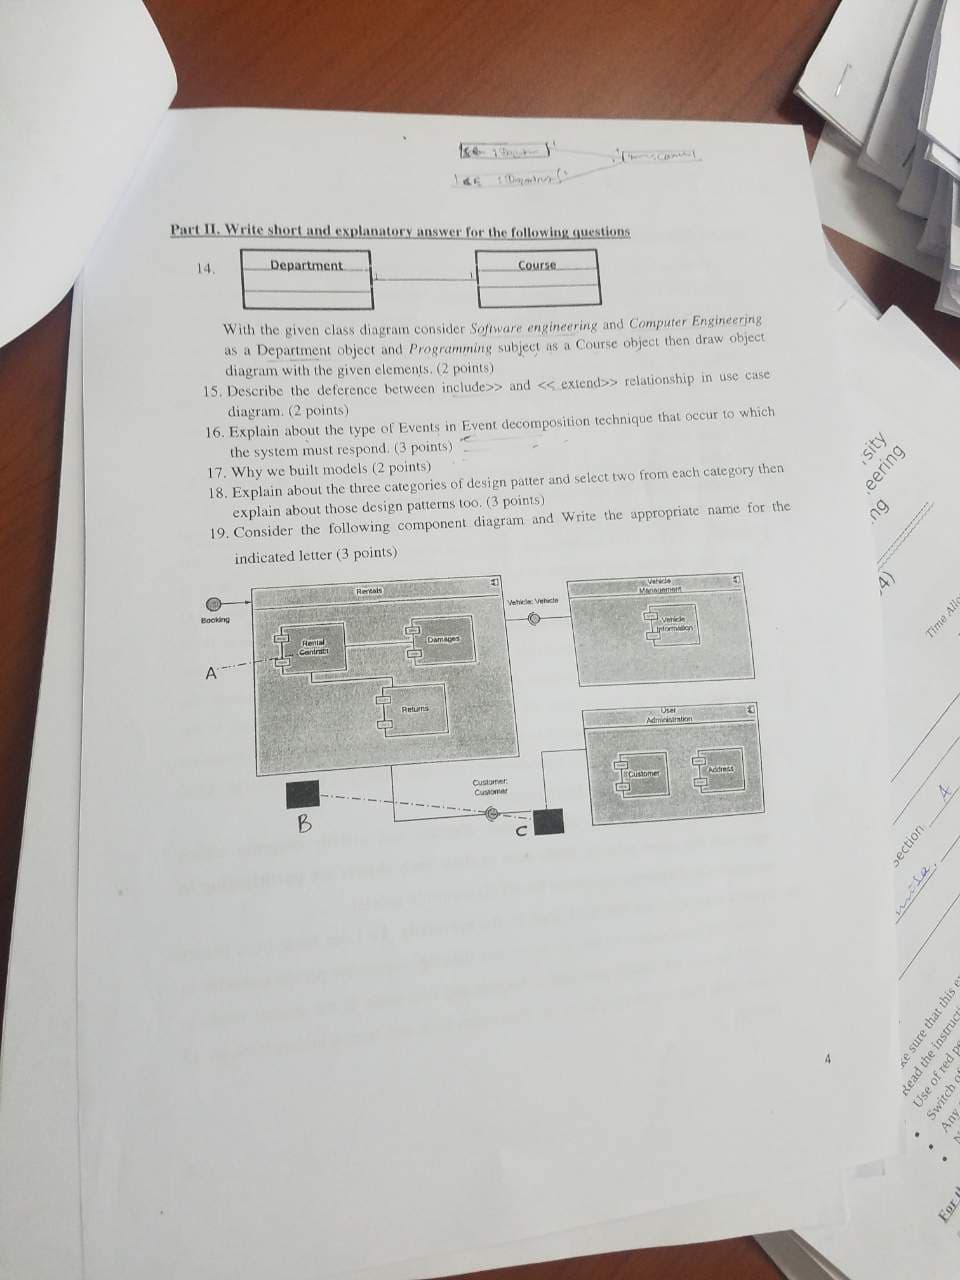 Part II. Write short and explanatory answer for the following questions
14.
Department
Course
With the given class diagram consider Software engineering and Computer Engineering
as a Department object and Programming subject as a Course object then draw object
diagram with the given elements. (2 points)
15. Describe the deference between include>> and << extend>> relationship in use case
diagram. (2 points)
16. Explain about the type of Events in Event decomposition technique that occur to which
the system must respond. (3 points)
17. Why we built models (2 points)
18. Explain about the three categories of design patter and select two from each category then
explain about those design patterns too. (3 points)
19. Consider the following component diagram and Write the appropriate name for the
indicated letter (3 points)
Rentals
Booking
Rental
Contract
Damages
Returns
A
Vehicle: Vehicle
Vehicle
Management
Vehicle
Information
User
Administration
Customer
Address
Customer:
Customer
B
C
4
sity
eering
ng
4)
Time Allo
Section
A
ke sure that this e
Read the instruct
Use of red pe
Switch of
Any
For th